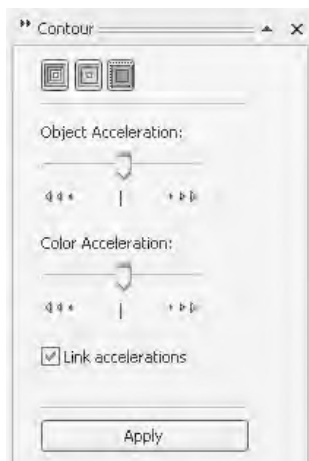 Contour
Object Acceleration:
Color Acceleration:
Link accelerations
Apply